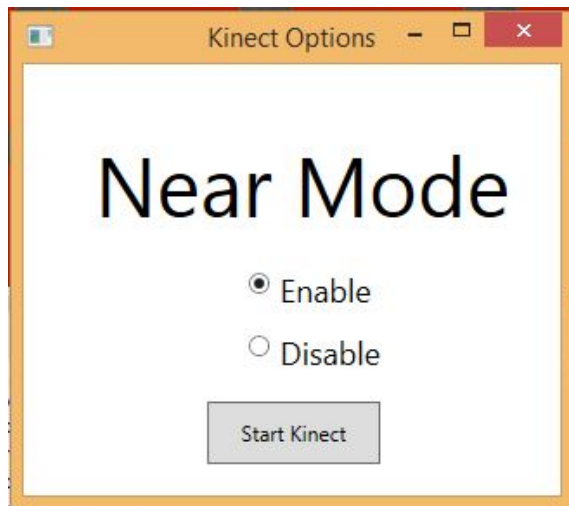 Kinect Options
Near Mode
Enable
Disable
Start Kinect